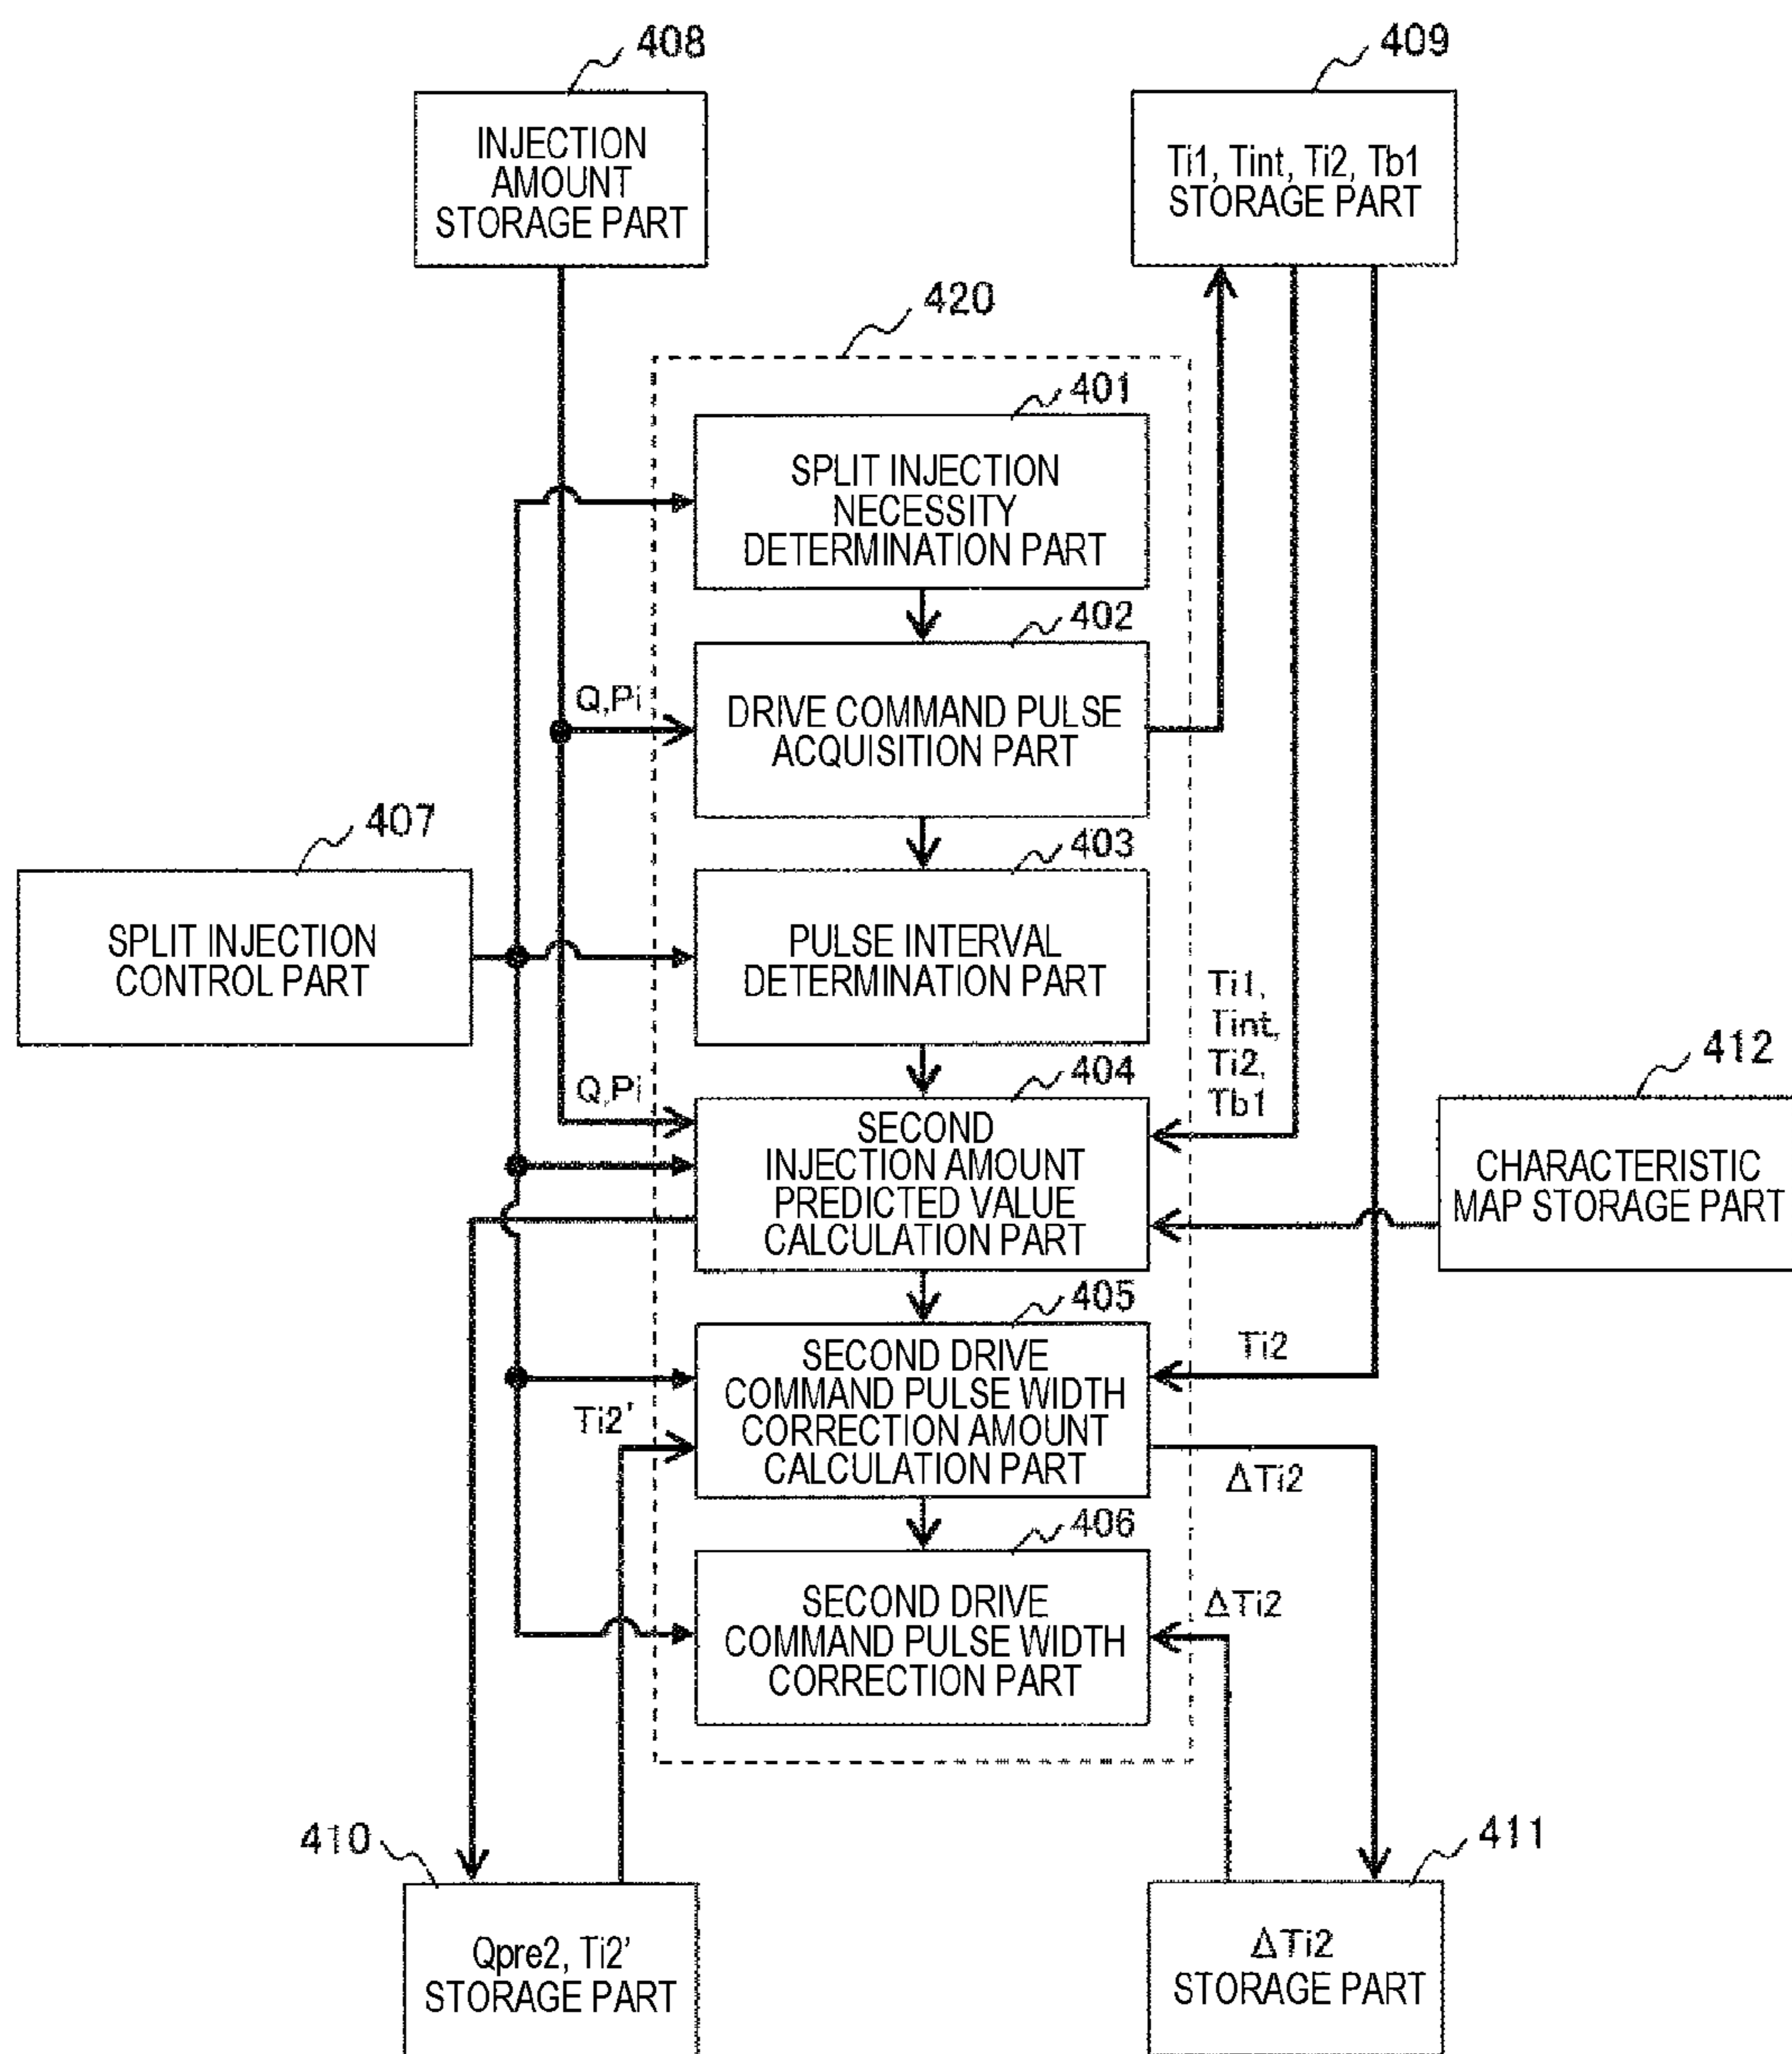 408
INJECTION
AMOUNT
STORAGE PART
409
Ti1, Tint, Ti2, Tb1
STORAGE PART
420
401
SPLIT INJECTION
NECESSITY
DETERMINATION PART
402
Q,Pi
DRIVE COMMAND PULSE
ACQUISITION PART
407
SPLIT INJECTION
CONTROL PART
403
PULSE INTERVAL
DETERMINATION PART
Ti1,
Tint,
Ti2,
Tb1
404
Q,Pi
SECOND
INJECTION AMOUNT
PREDICTED VALUE
CALCULATION PART
412
CHARACTERISTIC
MAP STORAGE PART
405
Ti2
SECOND DRIVE
COMMAND PULSE WIDTH
CORRECTION AMOUNT
CALCULATION PART
Ti2'
ΔTi2
406
SECOND DRIVE
COMMAND PULSE WIDTH
CORRECTION PART
ΔTi2
410
Qpre2, Ti2'
STORAGE PART
411
ΔTi2
STORAGE PART